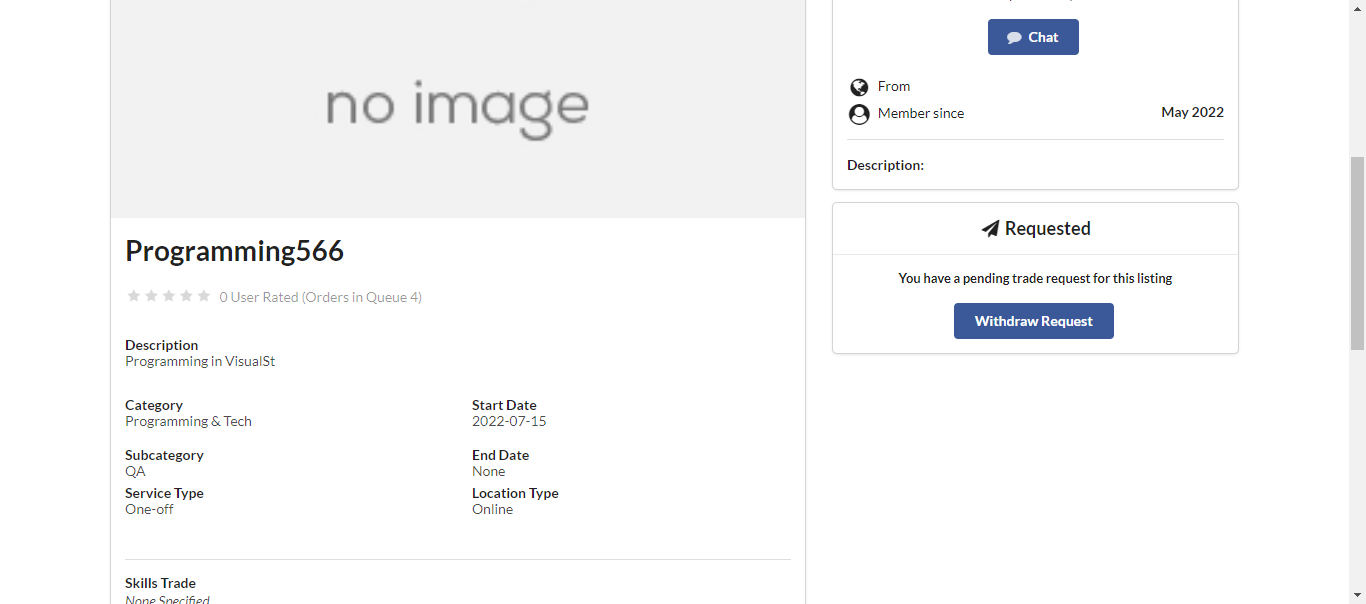 no image
Programming566
0 User Rated (Orders in Queue 4)
Description
Programming in VisualSt
Category
Programming & Tech
Start Date
2022-07-15
Subcategory
QA
End Date
None
Service Type
One-off
Location Type
Online
Skills Trade
None Specified
Chat
From
Member since
May 2022
Description:
Requested
You have a pending trade request for this listing
Withdraw Request